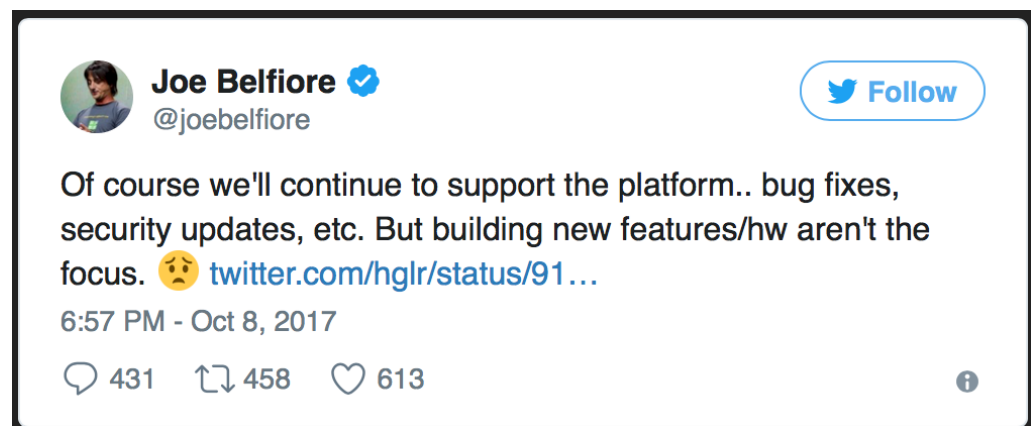 Joe Belfiore
@joebelfiore
Follow
Of course we'll continue to support the platform.. bug fixes,
security updates, etc. But building new features/hw aren't the
focus. 😟 twitter.com/hglr/status/91…
6:57 PM - Oct 8, 2017
431 458 613